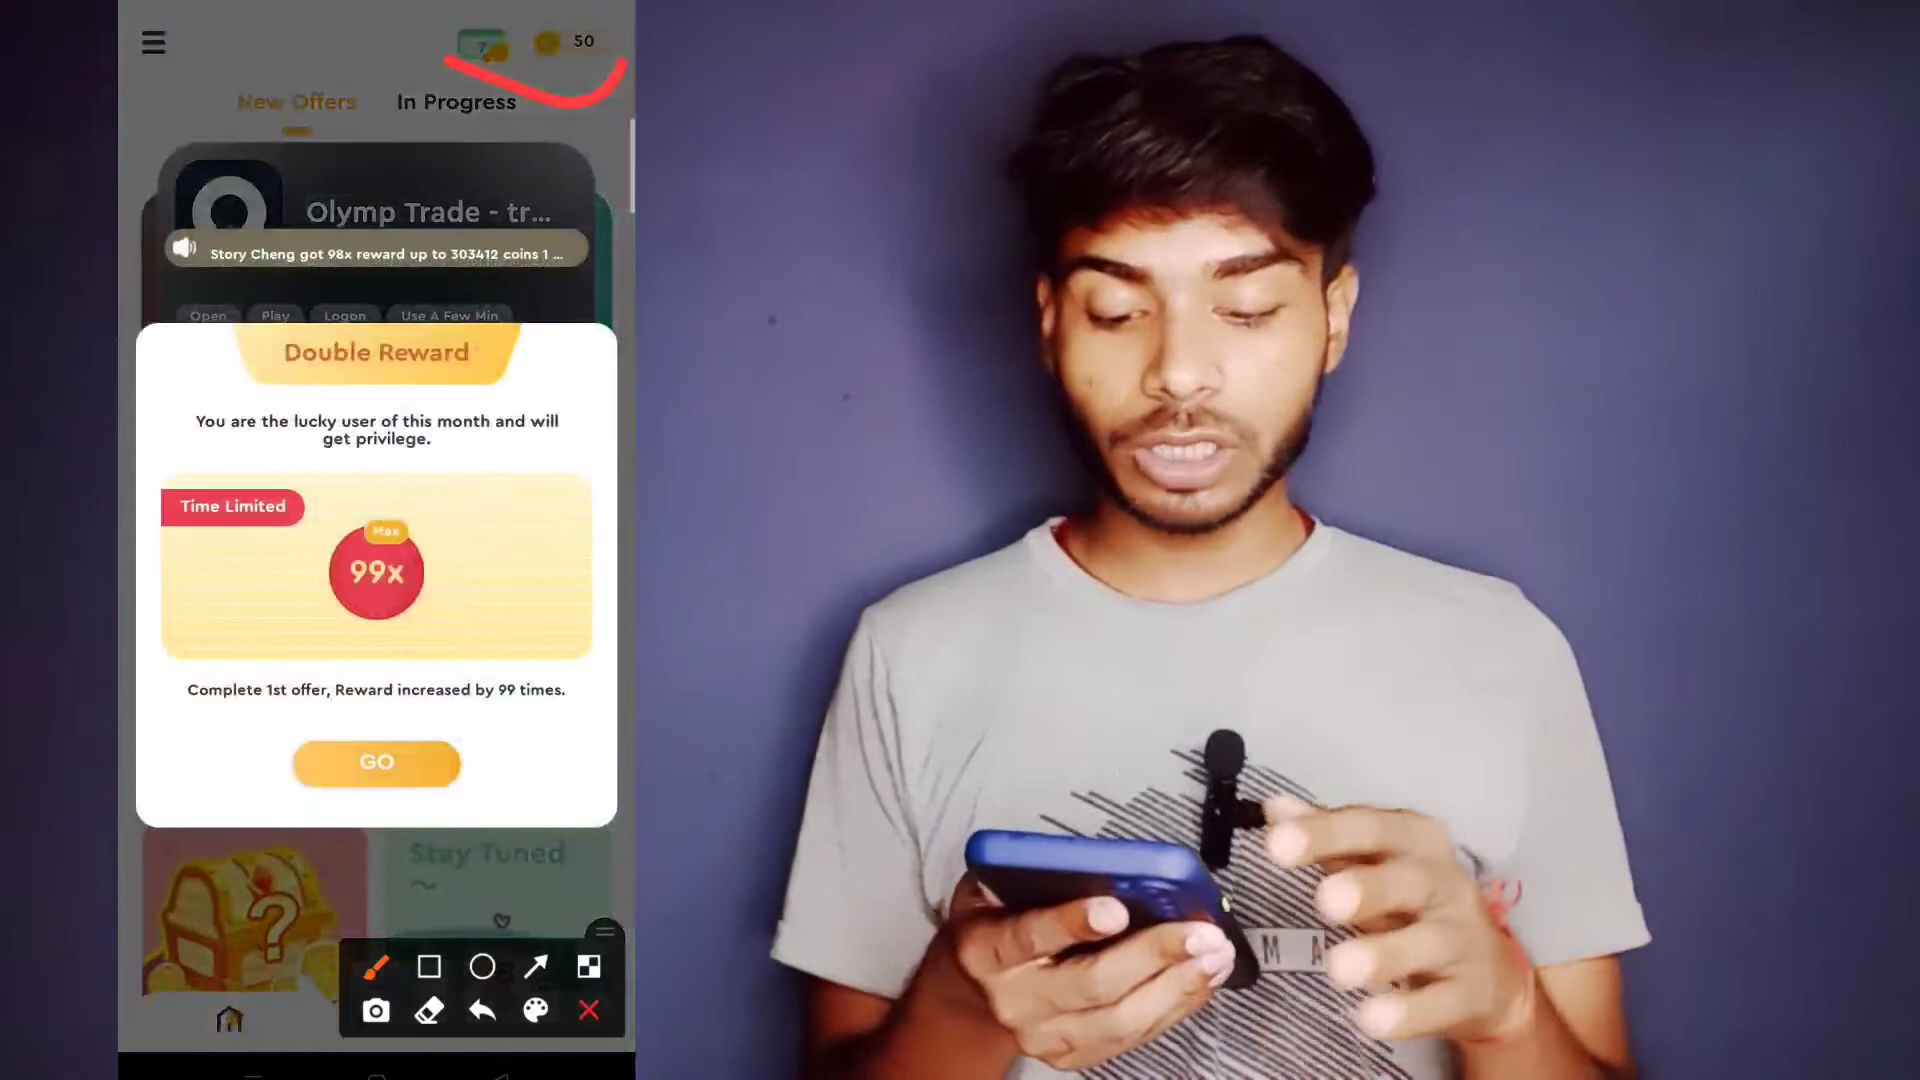 50
New Offers
In Progress
Olymp Trade - tr...
Story Cheng got 98x reward up to 303412 coins 1 ...
Open Play Logon Use A Few Min
Double Reward
You are the lucky user of this month and will
get privilege.
Time Limited
Max
99x
Complete 1st offer, Reward increased by 99 times.
GO
Stay Tuned
~
?
M A